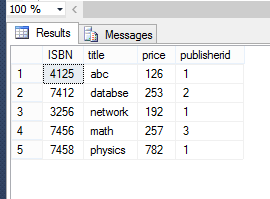 100 %
Results Messages
ISBN title price publisherid
1 4125 abc 126 1
2 7412 databse 253 2
3 3256 network 192 1
4 7456 math 257 3
5 7458 physics 782 1